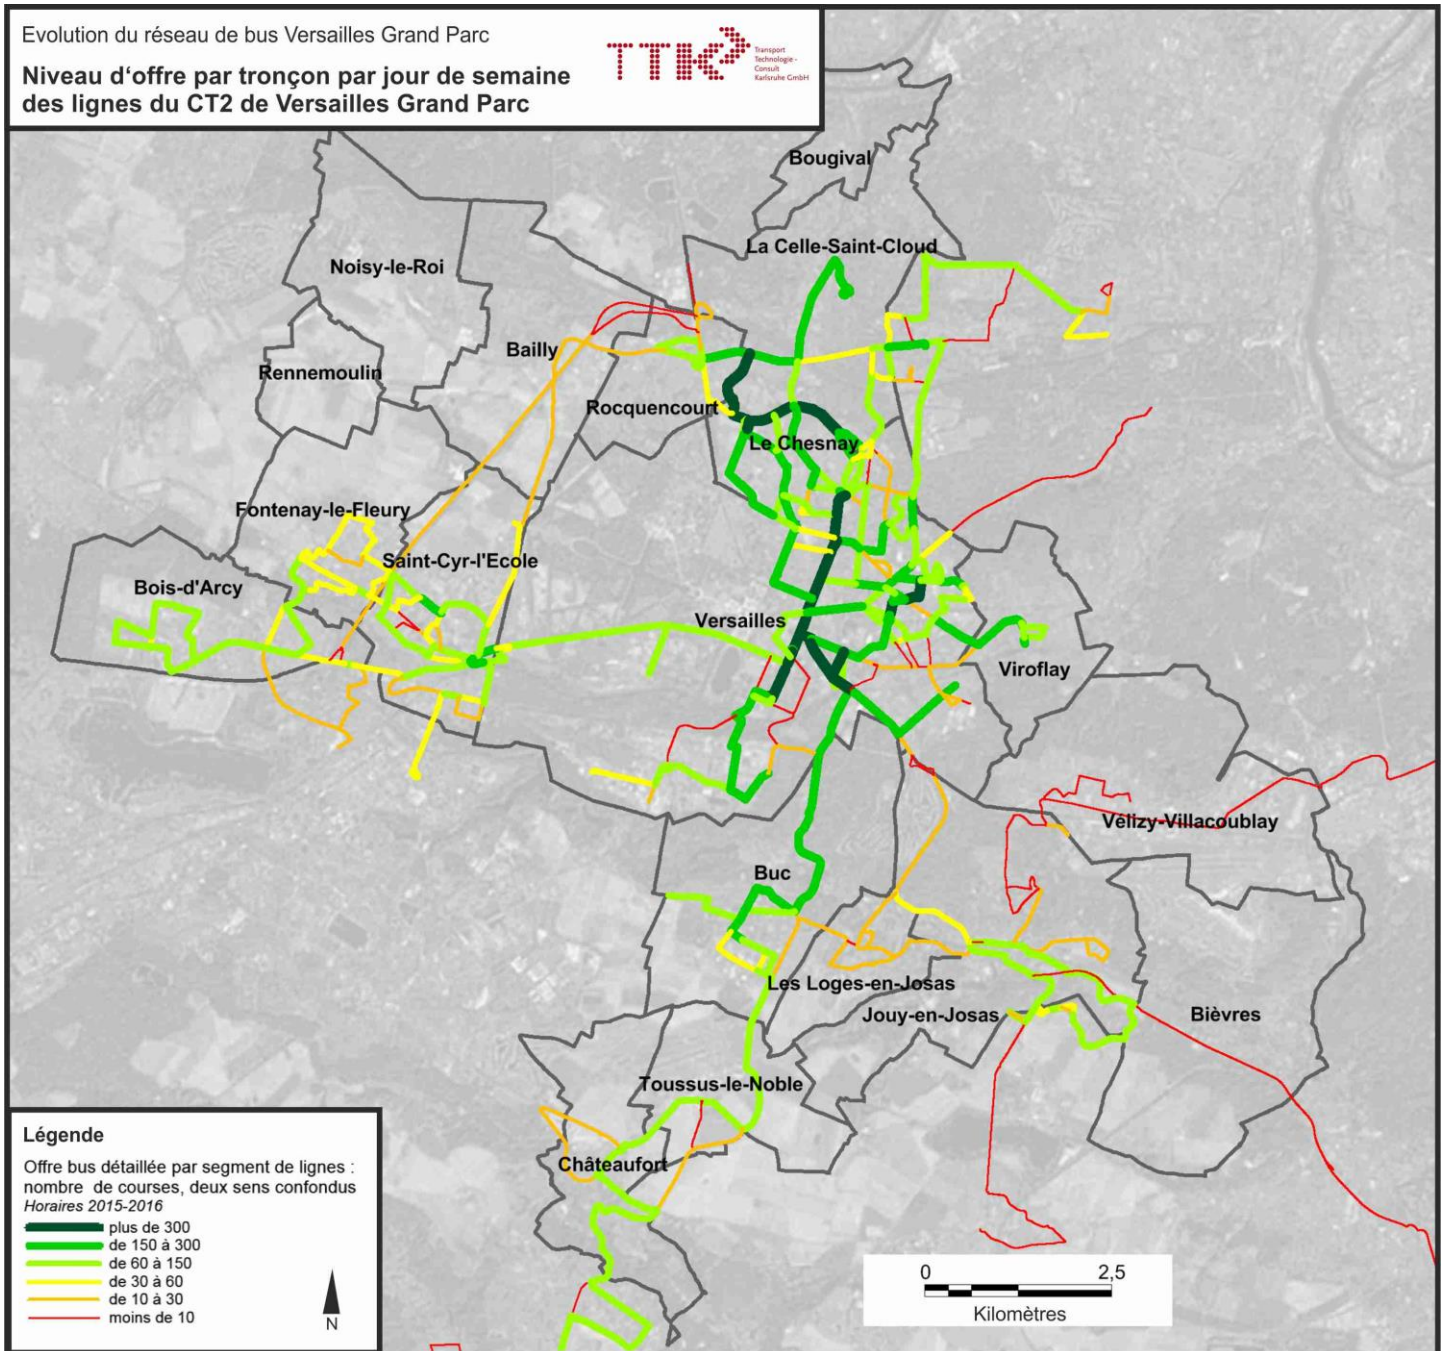 Evolution du réseau de bus Versailles Grand Parc
Niveau d'offre par tronçon par jour de semaine
des lignes du CT2 de Versailles Grand Parc
TTK
Transport
Technologie -
Consult
Karlsruhe GmbH
Bougival
La Celle-Saint-Cloud
Noisy-le-Roi
Bailly
Rennemoulin
Rocquencourt
Le Chesnay
Fontenay-le-Fleury
Saint-Cyr-l'Ecole
Bois-d'Arcy
Versailles
Viroflay
Vélizy-Villacoublay
Buc
Les Loges-en-Josas
Jouy-en-Josas
Bièvres
Toussus-le-Noble
Châteaufort
Légende
Offre bus détaillée par segment de lignes :
nombre de courses, deux sens confondus
Horaires 2015-2016
plus de 300
de 150 à 300
de 60 à 150
de 30 à 60
de 10 à 30
moins de 10
N
0 2,5
Kilomètres